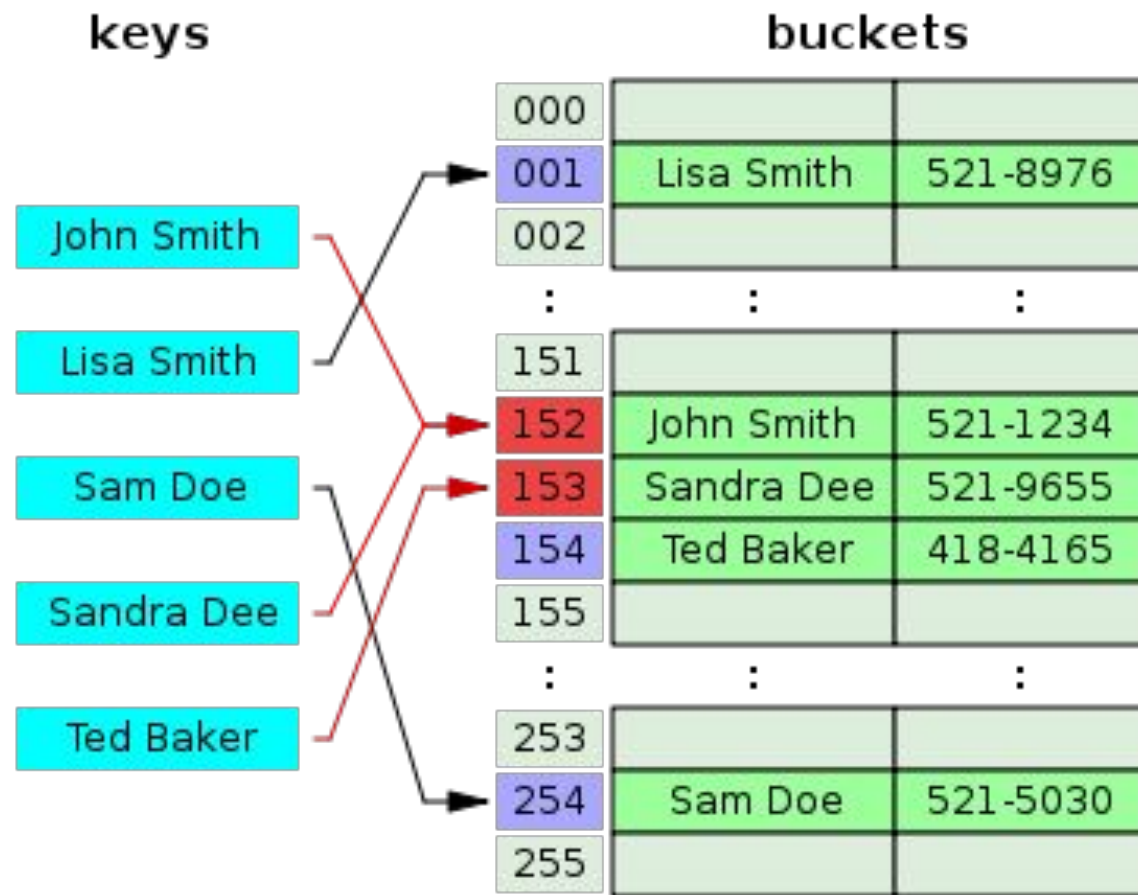 keys
buckets
000
001 Lisa Smith 521-8976
John Smith
002
: : :
Lisa Smith
151
152 John Smith 521-1234
Sam Doe
153 Sandra Dee 521-9655
154 Ted Baker 418-4165
Sandra Dee
155
: : :
Ted Baker
253
254 Sam Doe 521-5030
255